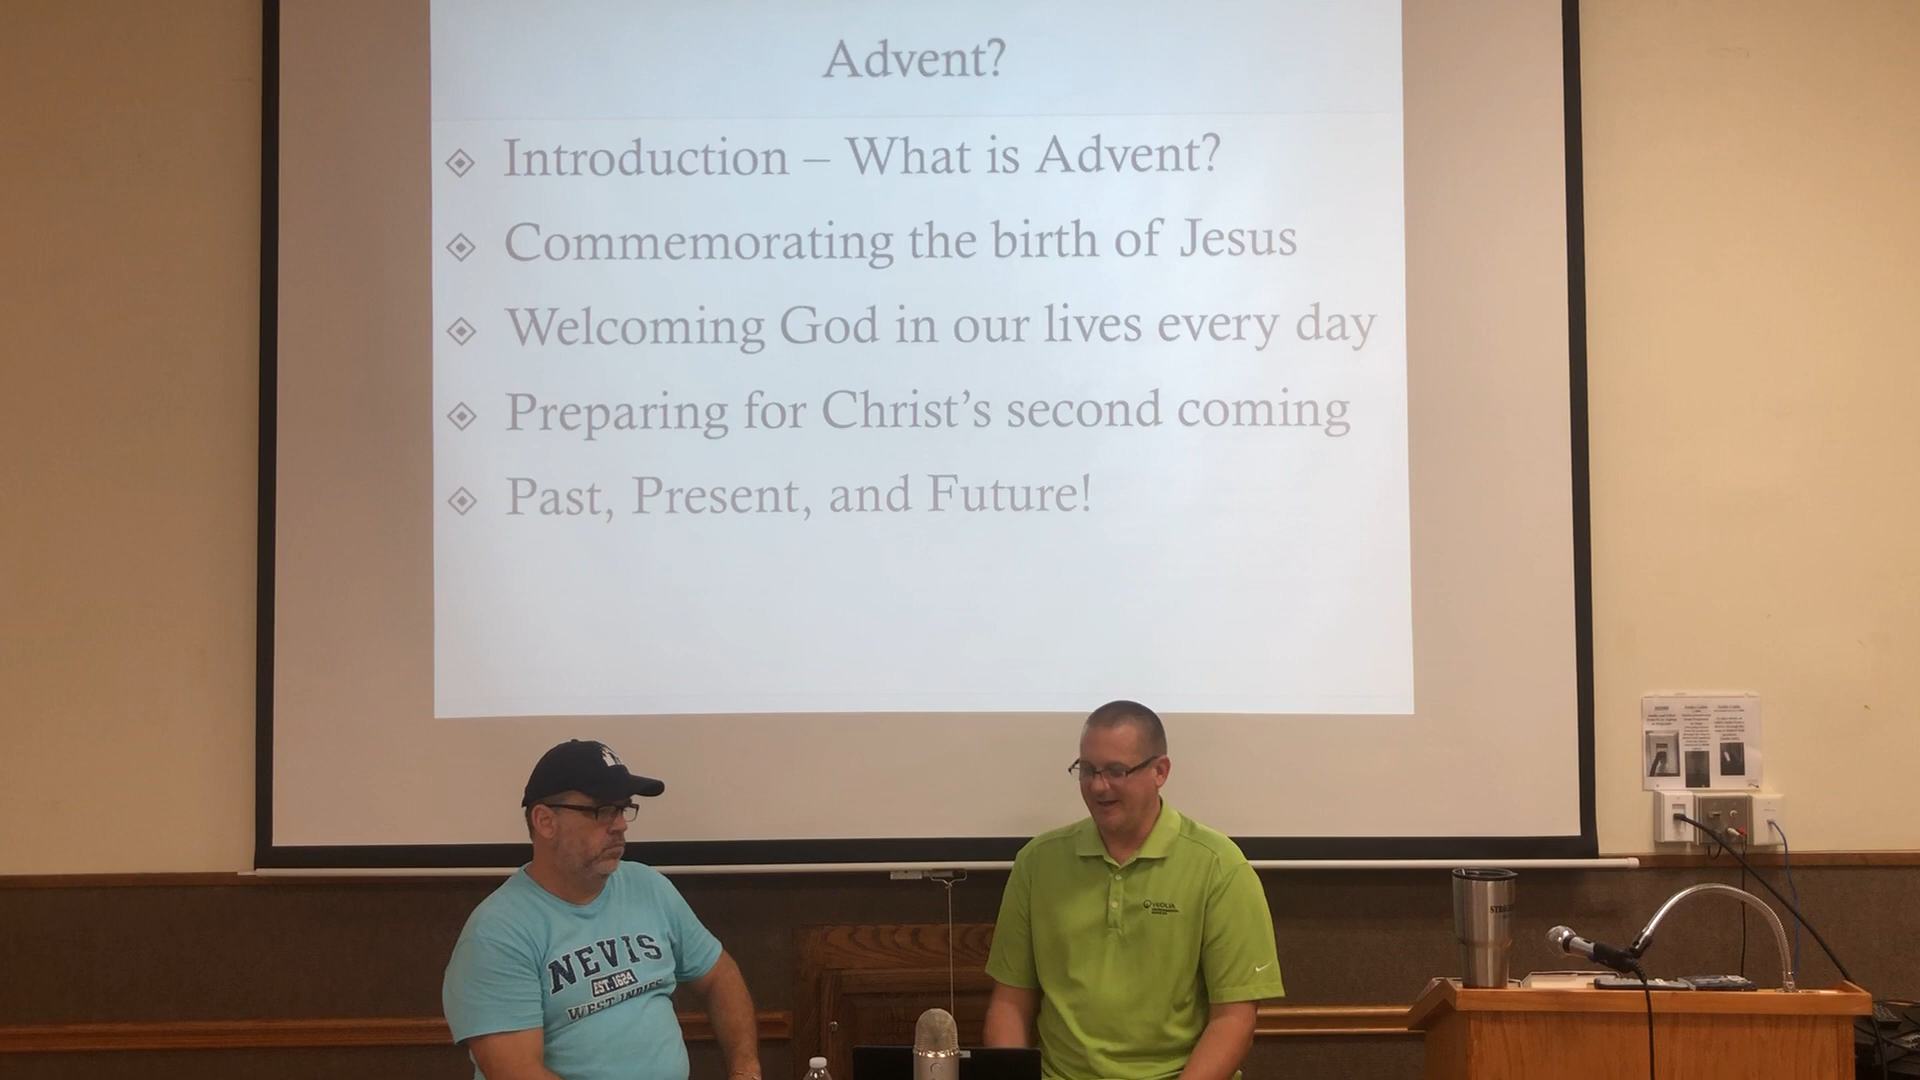 Advent?
Introduction – What is Advent?
Commemorating the birth of Jesus
Welcoming God in our lives every day
Preparing for Christ's second coming
Past, Present, and Future!
NEVIS
EST. 1624
WEST INDIES
VEOLIA